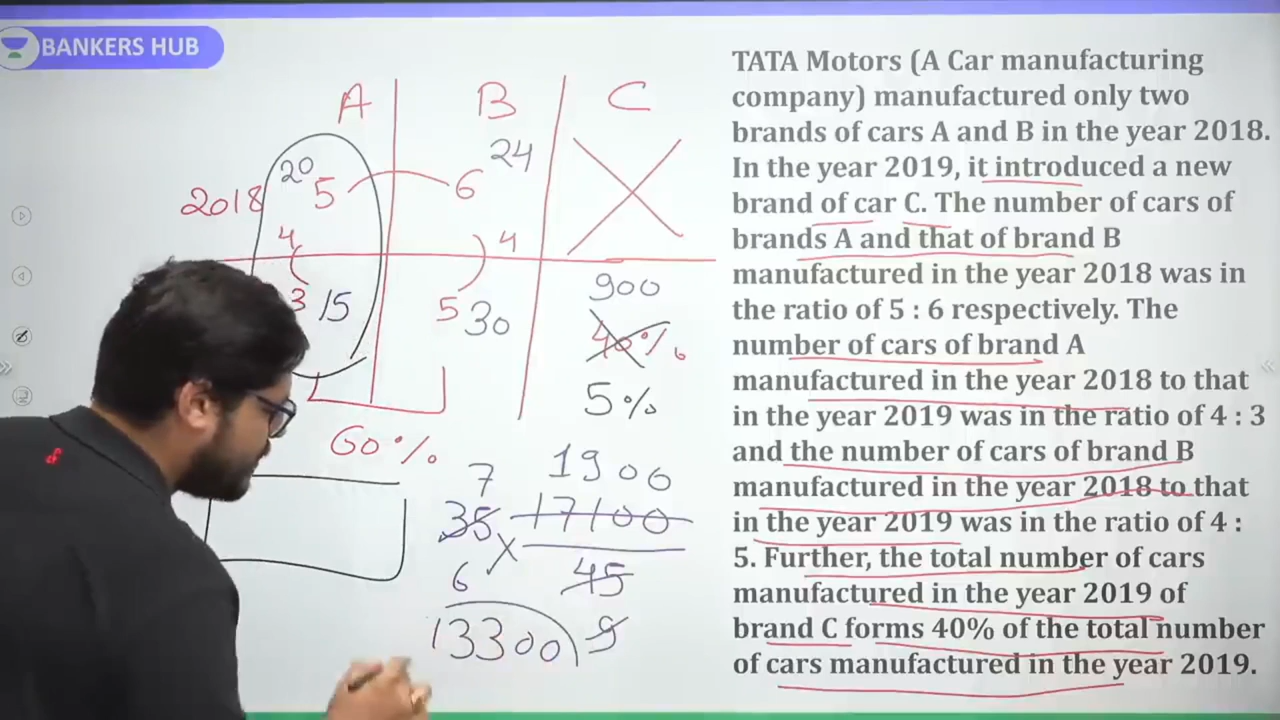 BANKERS HUB
TATA Motors (A Car manufacturing
company) manufactured only two
brands of cars A and B in the year 2018.
In the year 2019, it introduced a new
brand of car C. The number of cars of
brands A and that of brand B
manufactured in the year 2018 was in
the ratio of 5 : 6 respectively. The
number of cars of brand A
manufactured in the year 2018 to that
in the year 2019 was in the ratio of 4 : 3
and the number of cars of brand B
manufactured in the year 2018 to that
in the year 2019 was in the ratio of 4 :
5. Further, the total number of cars
manufactured in the year 2019 of
brand C forms 40% of the total number
of cars manufactured in the year 2019.
A B C
20 24
2018 5 6
4 4
900
3 15 5 30
40%
5%
60%
7 1900
35 17100
6 × 45
13300 9